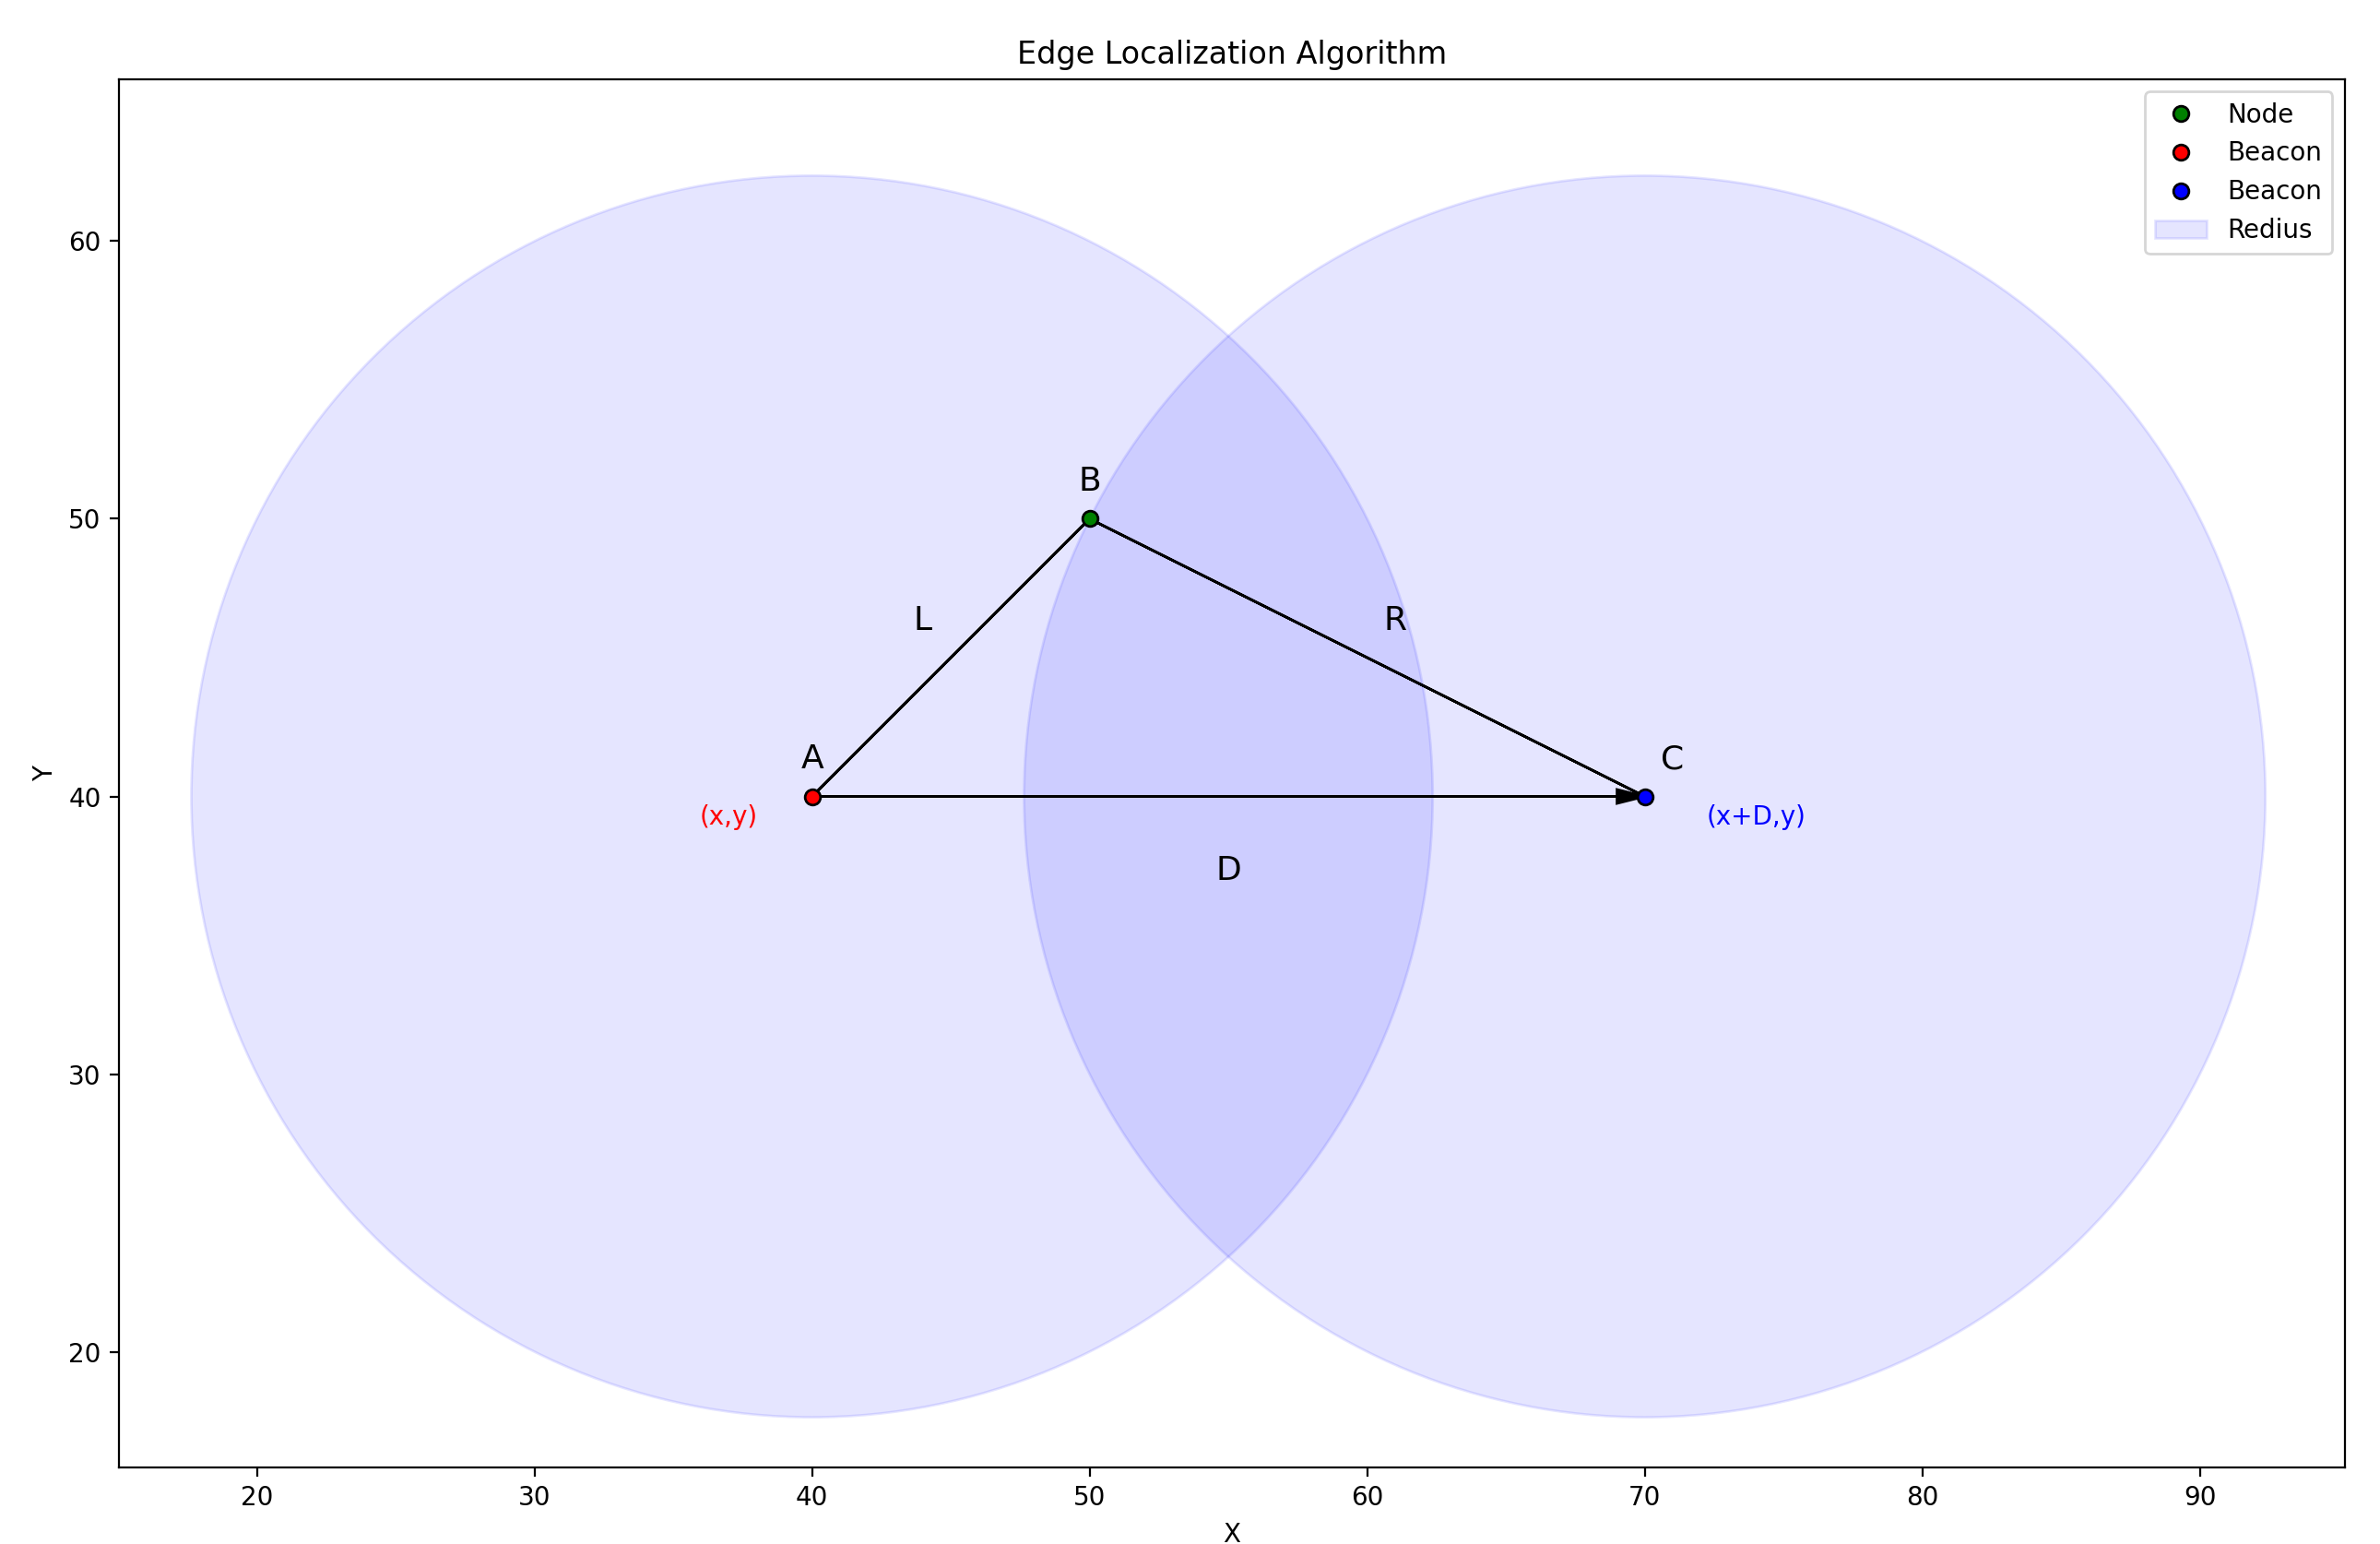 Edge Localization Algorithm
Node
Beacon
Beacon
Redius
60
50
40
30
20
Y
B
L
R
A
C
(x,y)
(x+D,y)
D
20
30
40
50
60
70
80
90
X